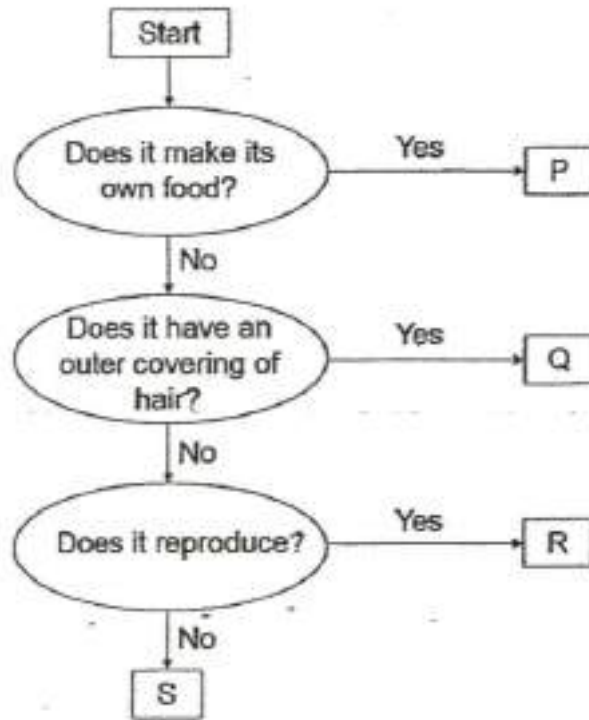 Start
Does it make its
own food?
Yes
P
No
Does it have an
outer covering of
hair?
Yes
Q
No
Does it reproduce?
Yes
R
No
S